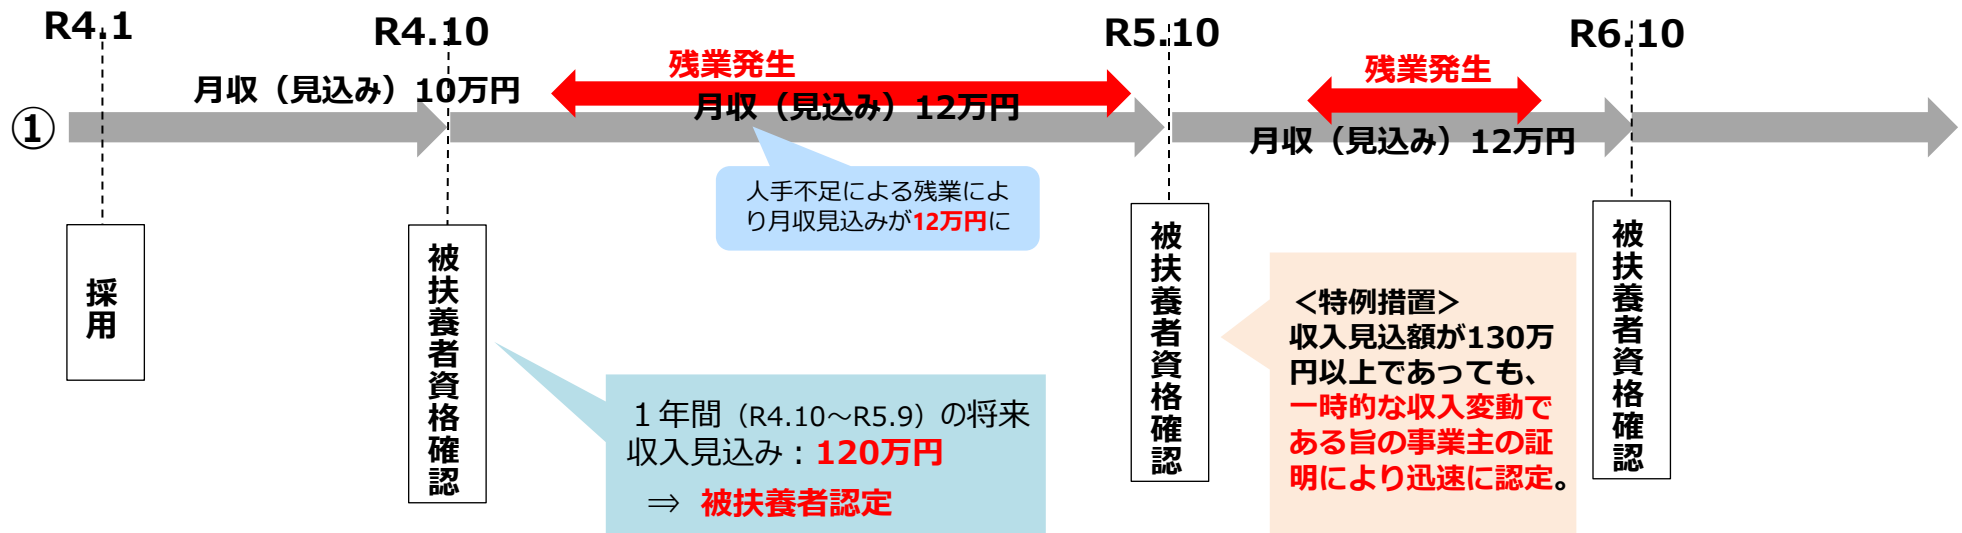 R4.1
R4.10
R5.10
R6.10
残業発生
残業発生
月収（見込み）10万円
月収（見込み）12万円
月収（見込み）12万円
①
人手不足による残業によ
り月収見込みが12万円に
採用
被扶養者資格確認
被扶養者資格確認
被扶養者資格確認
１年間（R4.10～R5.9）の将来
収入見込み：120万円
⇒ 被扶養者認定
＜特例措置＞
収入見込額が130万
円以上であっても、
一時的な収入変動で
ある旨の事業主の証
明により迅速に認定。